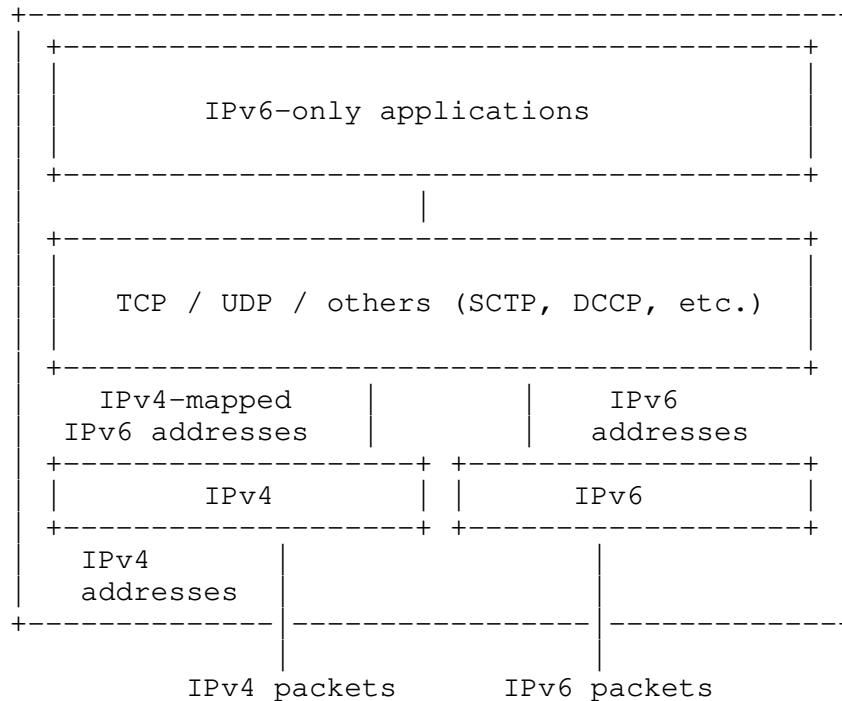 IPv6-only applications
TCP / UDP / others (SCTP, DCCP, etc.)
IPv4-mapped IPv6
IPv6 addresses addresses
IPv4 IPv6
IPv4
addresses
IPv4 packets IPv6 packets